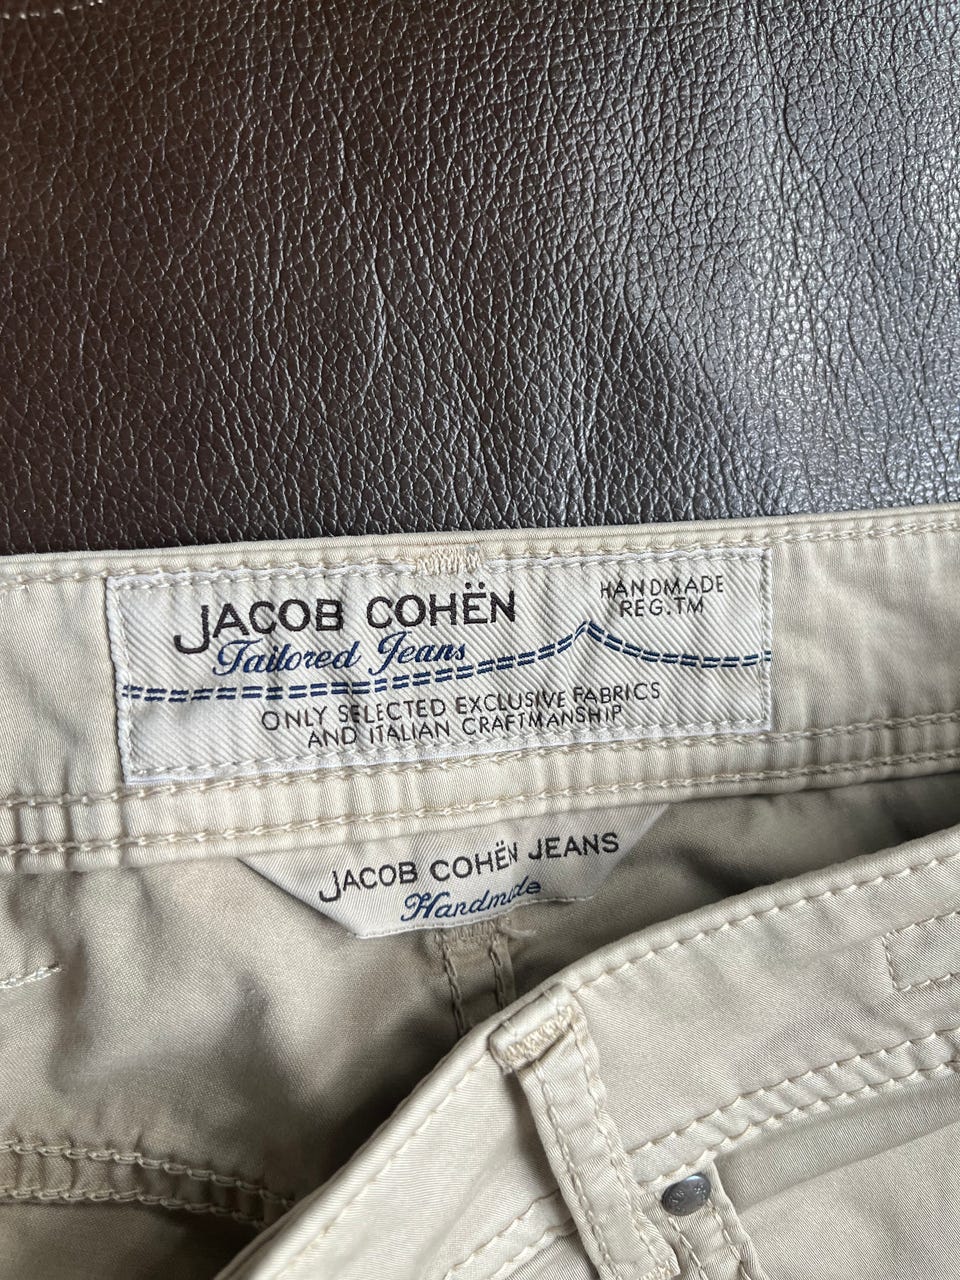 JACOB COHËN
Tailored Jeans
HANDMADE
REG.TM
ONLY SELECTED EXCLUSIVE FABRICS
AND ITALIAN CRAFTMANSHIP
JACOB COHËN JEANS
Handmade